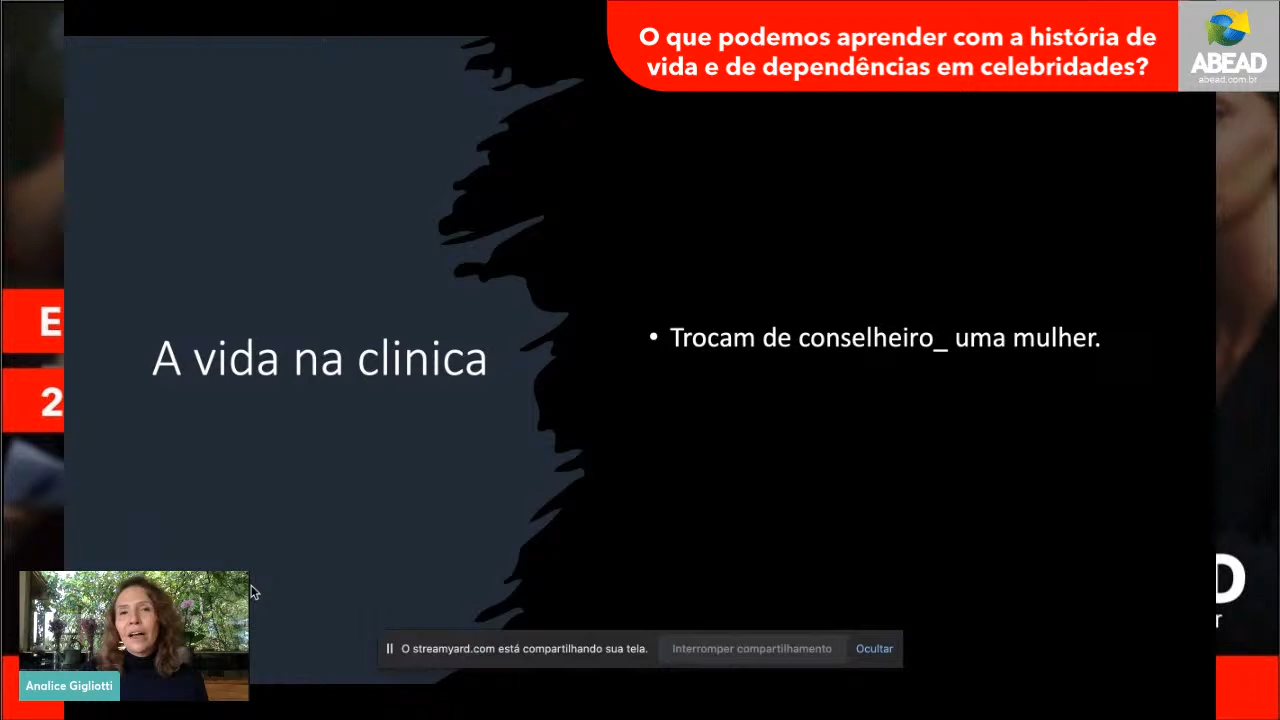 O que podemos aprender com a história de
vida e de dependências em celebridades?
ABEAD
abead.com.br
E
2
A vida na clinica
• Trocam de conselheiro_ uma mulher.
D
r
O streamyard.com está compartilhando sua tela.
Interromper compartilhamento
Ocultar
Analice Gigliotti